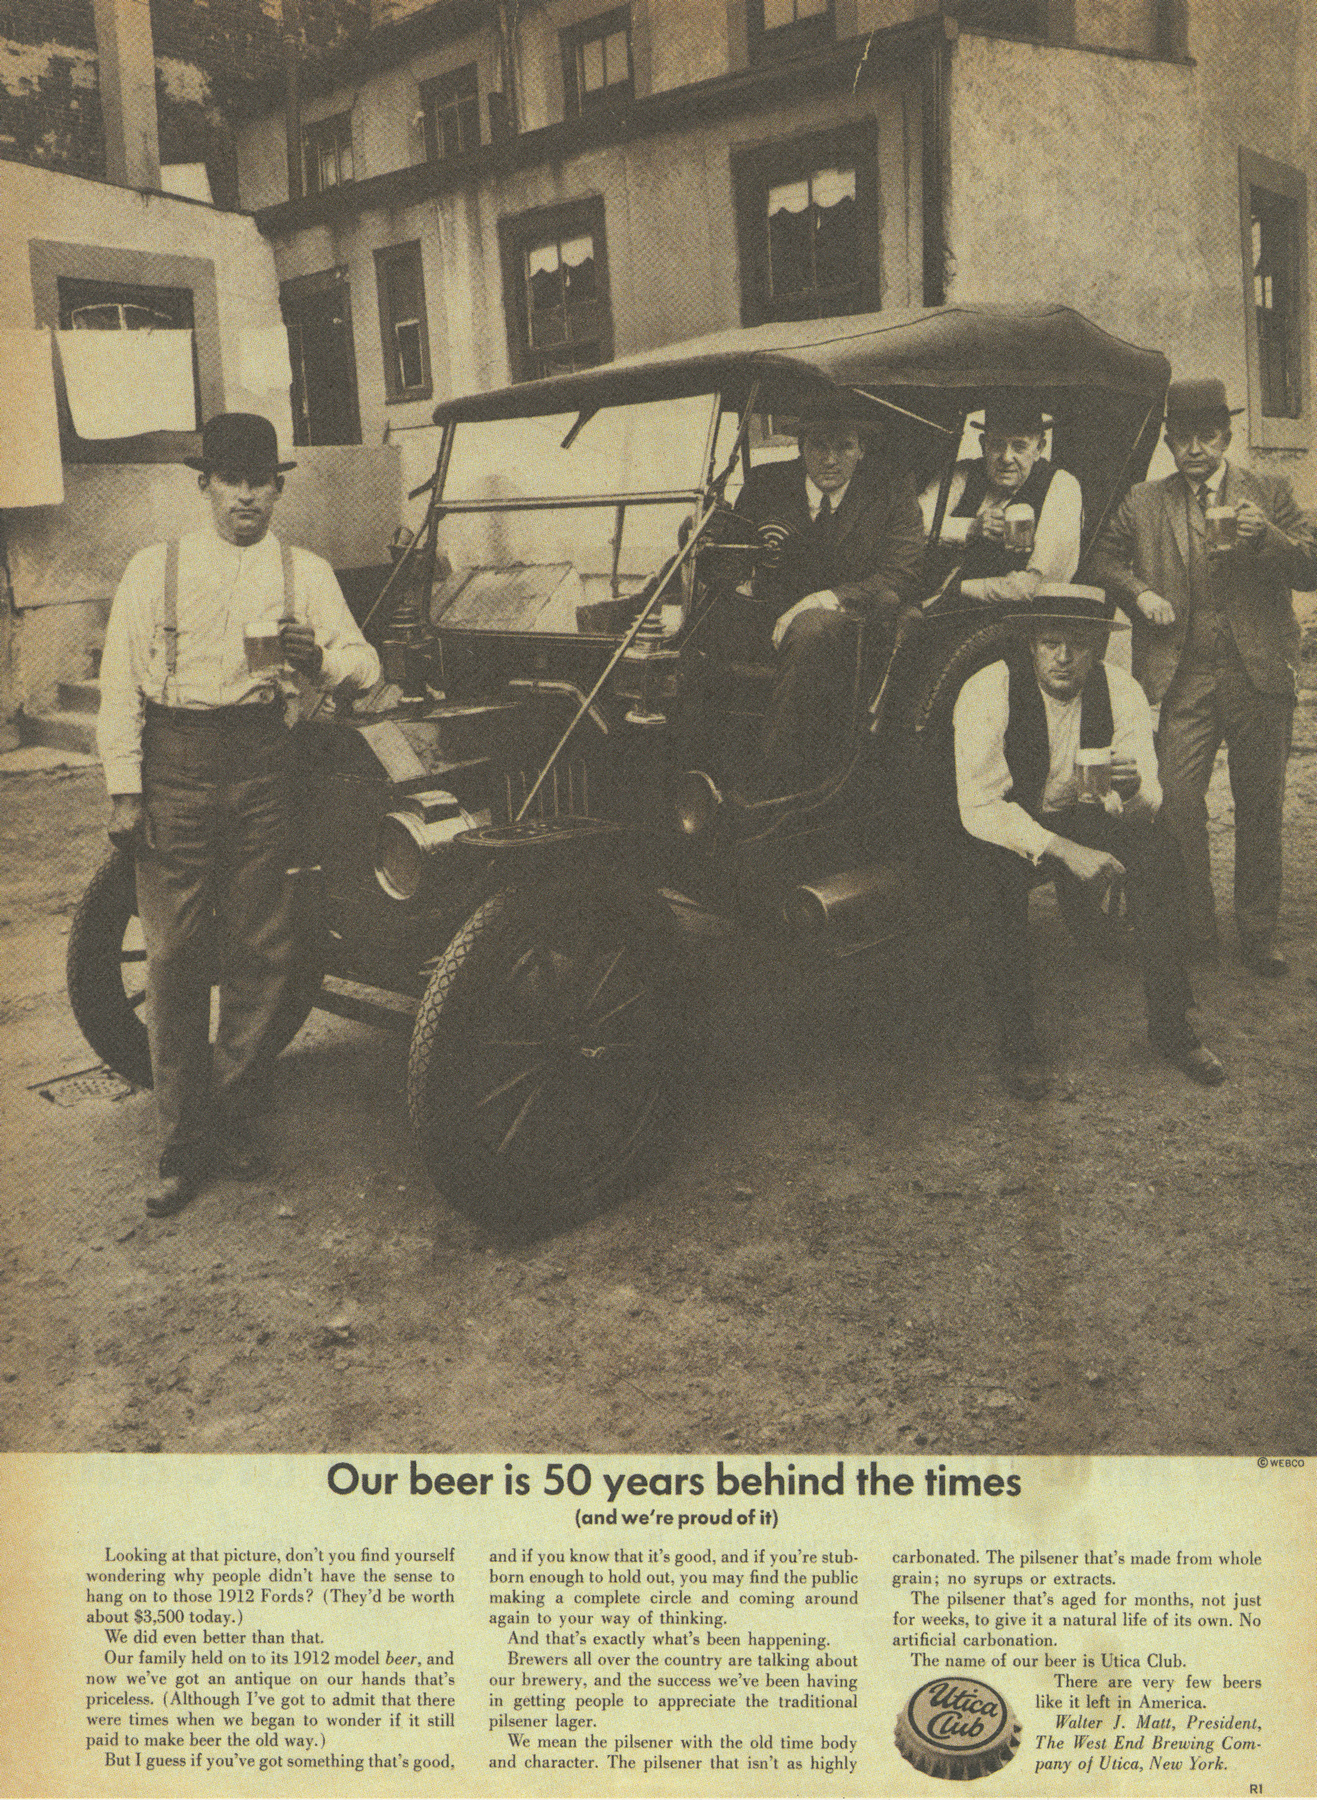 © WEBCO
Our beer is 50 years behind the times
(and we're proud of it)
Looking at that picture, don't you find yourself
wondering why people didn't have the sense to
hang on to those 1912 Fords? (They'd be worth
about $3,500 today.)
We did even better than that.
Our family held on to its 1912 model beer, and
now we've got an antique on our hands that's
priceless. (Although I've got to admit that there
were times when we began to wonder if it still
paid to make beer the old way.)
But I guess if you've got something that's good,
and if you know that it's good, and if you're stub-
born enough to hold out, you may find the public
making a complete circle and coming around
again to your way of thinking.
And that's exactly what's been happening.
Brewers all over the country are talking about
our brewery, and the success we've been having
in getting people to appreciate the traditional
pilsener lager.
We mean the pilsener with the old time body
and character. The pilsener that isn't as highly
carbonated. The pilsener that's made from whole
grain; no syrups or extracts.
The pilsener that's aged for months, not just
for weeks, to give it a natural life of its own. No
artificial carbonation.
The name of our beer is Utica Club.
There are very few beers
like it left in America.
Walter J. Matt, President,
The West End Brewing Com-
pany of Utica, New York.
Utica
Club
R1